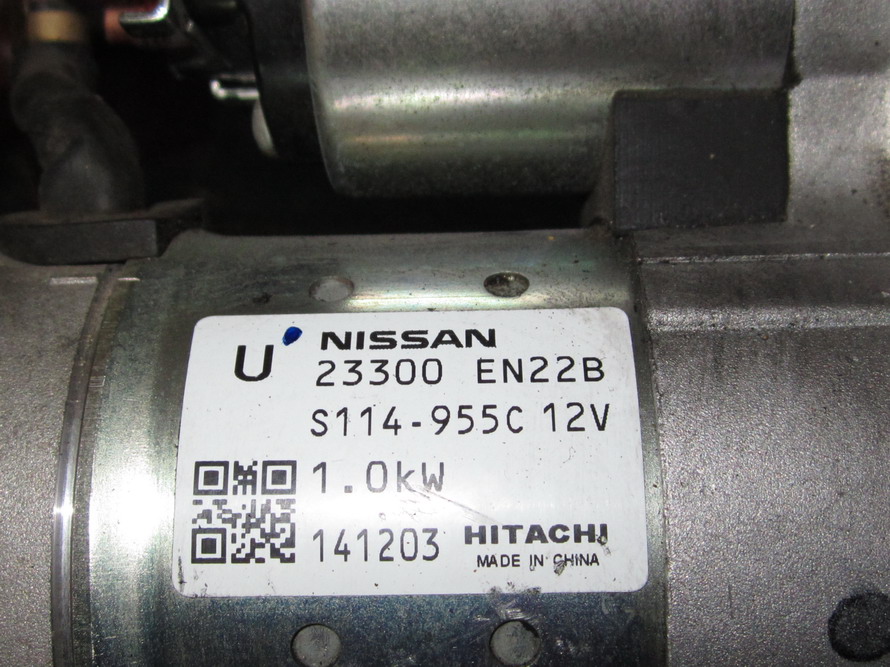 U NISSAN
23300 EN22B
S114-955C 12V
1.0kW
141203 HITACHI
MADE IN CHINA